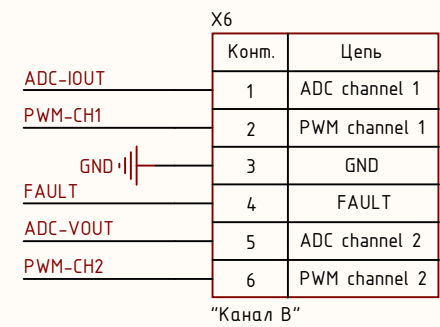 X6
Конт. Цепь
ADC-IOUT 1 ADC channel 1
PWM-CH1 2 PWM channel 1
GND 3 GND
FAULT 4 FAULT
ADC-VOUT 5 ADC channel 2
PWM-CH2 6 PWM channel 2
"Канал B"